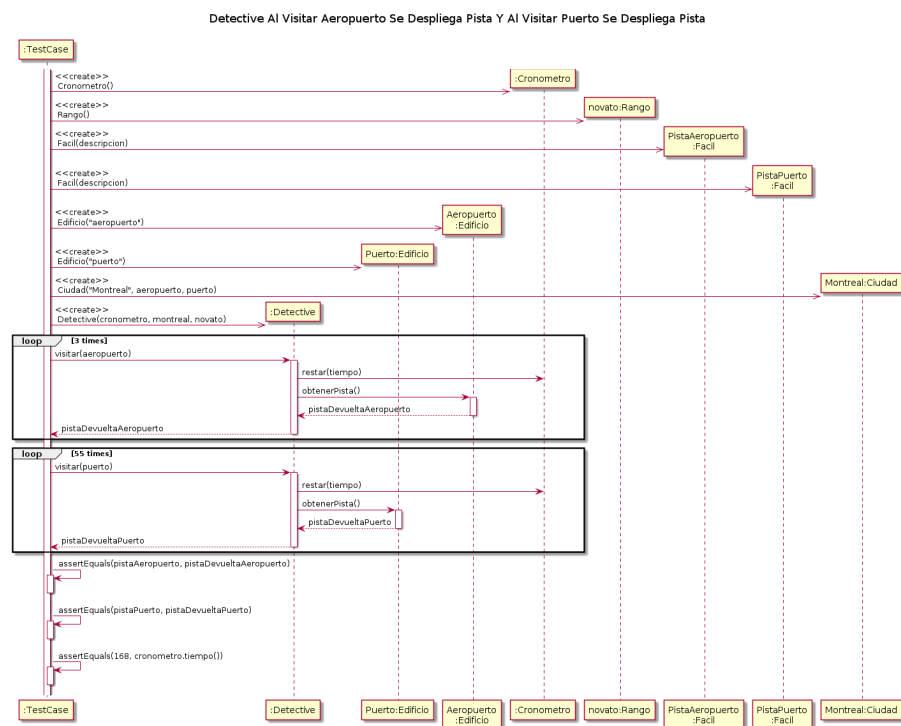 Detective Al Visitar Aeropuerto Se Despliega Pista Y Al Visitar Puerto Se Despliega Pista
:TestCase
<<create>>
Cronometro()
:Cronometro
<<create>>
Rango()
novato:Rango
<<create>>
Facil(descripcion)
PistaAeropuerto
:Facil
<<create>>
Facil(descripcion)
PistaPuerto
:Facil
<<create>>
Edificio("aeropuerto")
Aeropuerto
:Edificio
<<create>>
Edificio("puerto")
Puerto:Edificio
<<create>>
Ciudad("Montreal", aeropuerto, puerto)
Montreal:Ciudad
<<create>>
Detective(cronometro, montreal, novato)
:Detective
loop [3 times]
visitar(aeropuerto)
restar(tiempo)
obtenerPista()
pistaDevueltaAeropuerto
pistaDevueltaAeropuerto
loop [55 times]
visitar(puerto)
restar(tiempo)
obtenerPista()
pistaDevueltaPuerto
pistaDevueltaPuerto
assertEquals(pistaAeropuerto, pistaDevueltaAeropuerto)
assertEquals(pistaPuerto, pistaDevueltaPuerto)
assertEquals(168, cronometro.tiempo())
:TestCase
:Detective
Puerto:Edificio
Aeropuerto
:Edificio
:Cronometro
novato:Rango
PistaAeropuerto
:Facil
PistaPuerto
:Facil
Montreal:Ciudad